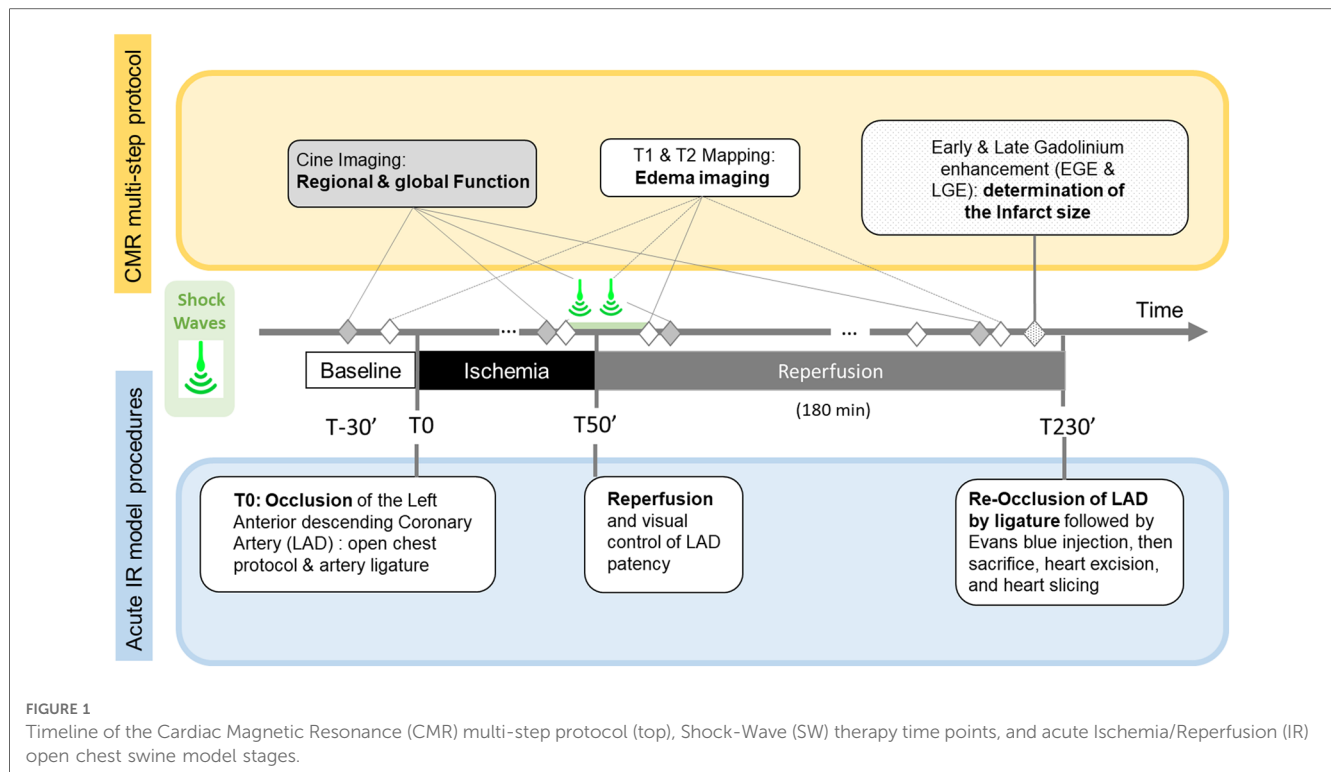 CMR multi-step protocol
Cine Imaging:
Regional & global Function
T1 & T2 Mapping:
Edema imaging
Early & Late Gadolinium
enhancement (EGE &
LGE): determination of
the Infarct size
Shock
Waves
...
...
Time
Baseline
Ischemia
Reperfusion
(180 min)
T-30’
T0
T50’
T230’
Acute IR model procedures
T0: Occlusion of the Left
Anterior descending Coronary
Artery (LAD) : open chest
protocol & artery ligature
Reperfusion
and visual
control of LAD
patency
Re-Occlusion of LAD
by ligature followed by
Evans blue injection, then
sacrifice, heart excision,
and heart slicing
FIGURE 1
Timeline of the Cardiac Magnetic Resonance (CMR) multi-step protocol (top), Shock-Wave (SW) therapy time points, and acute Ischemia/Reperfusion (IR)
open chest swine model stages.